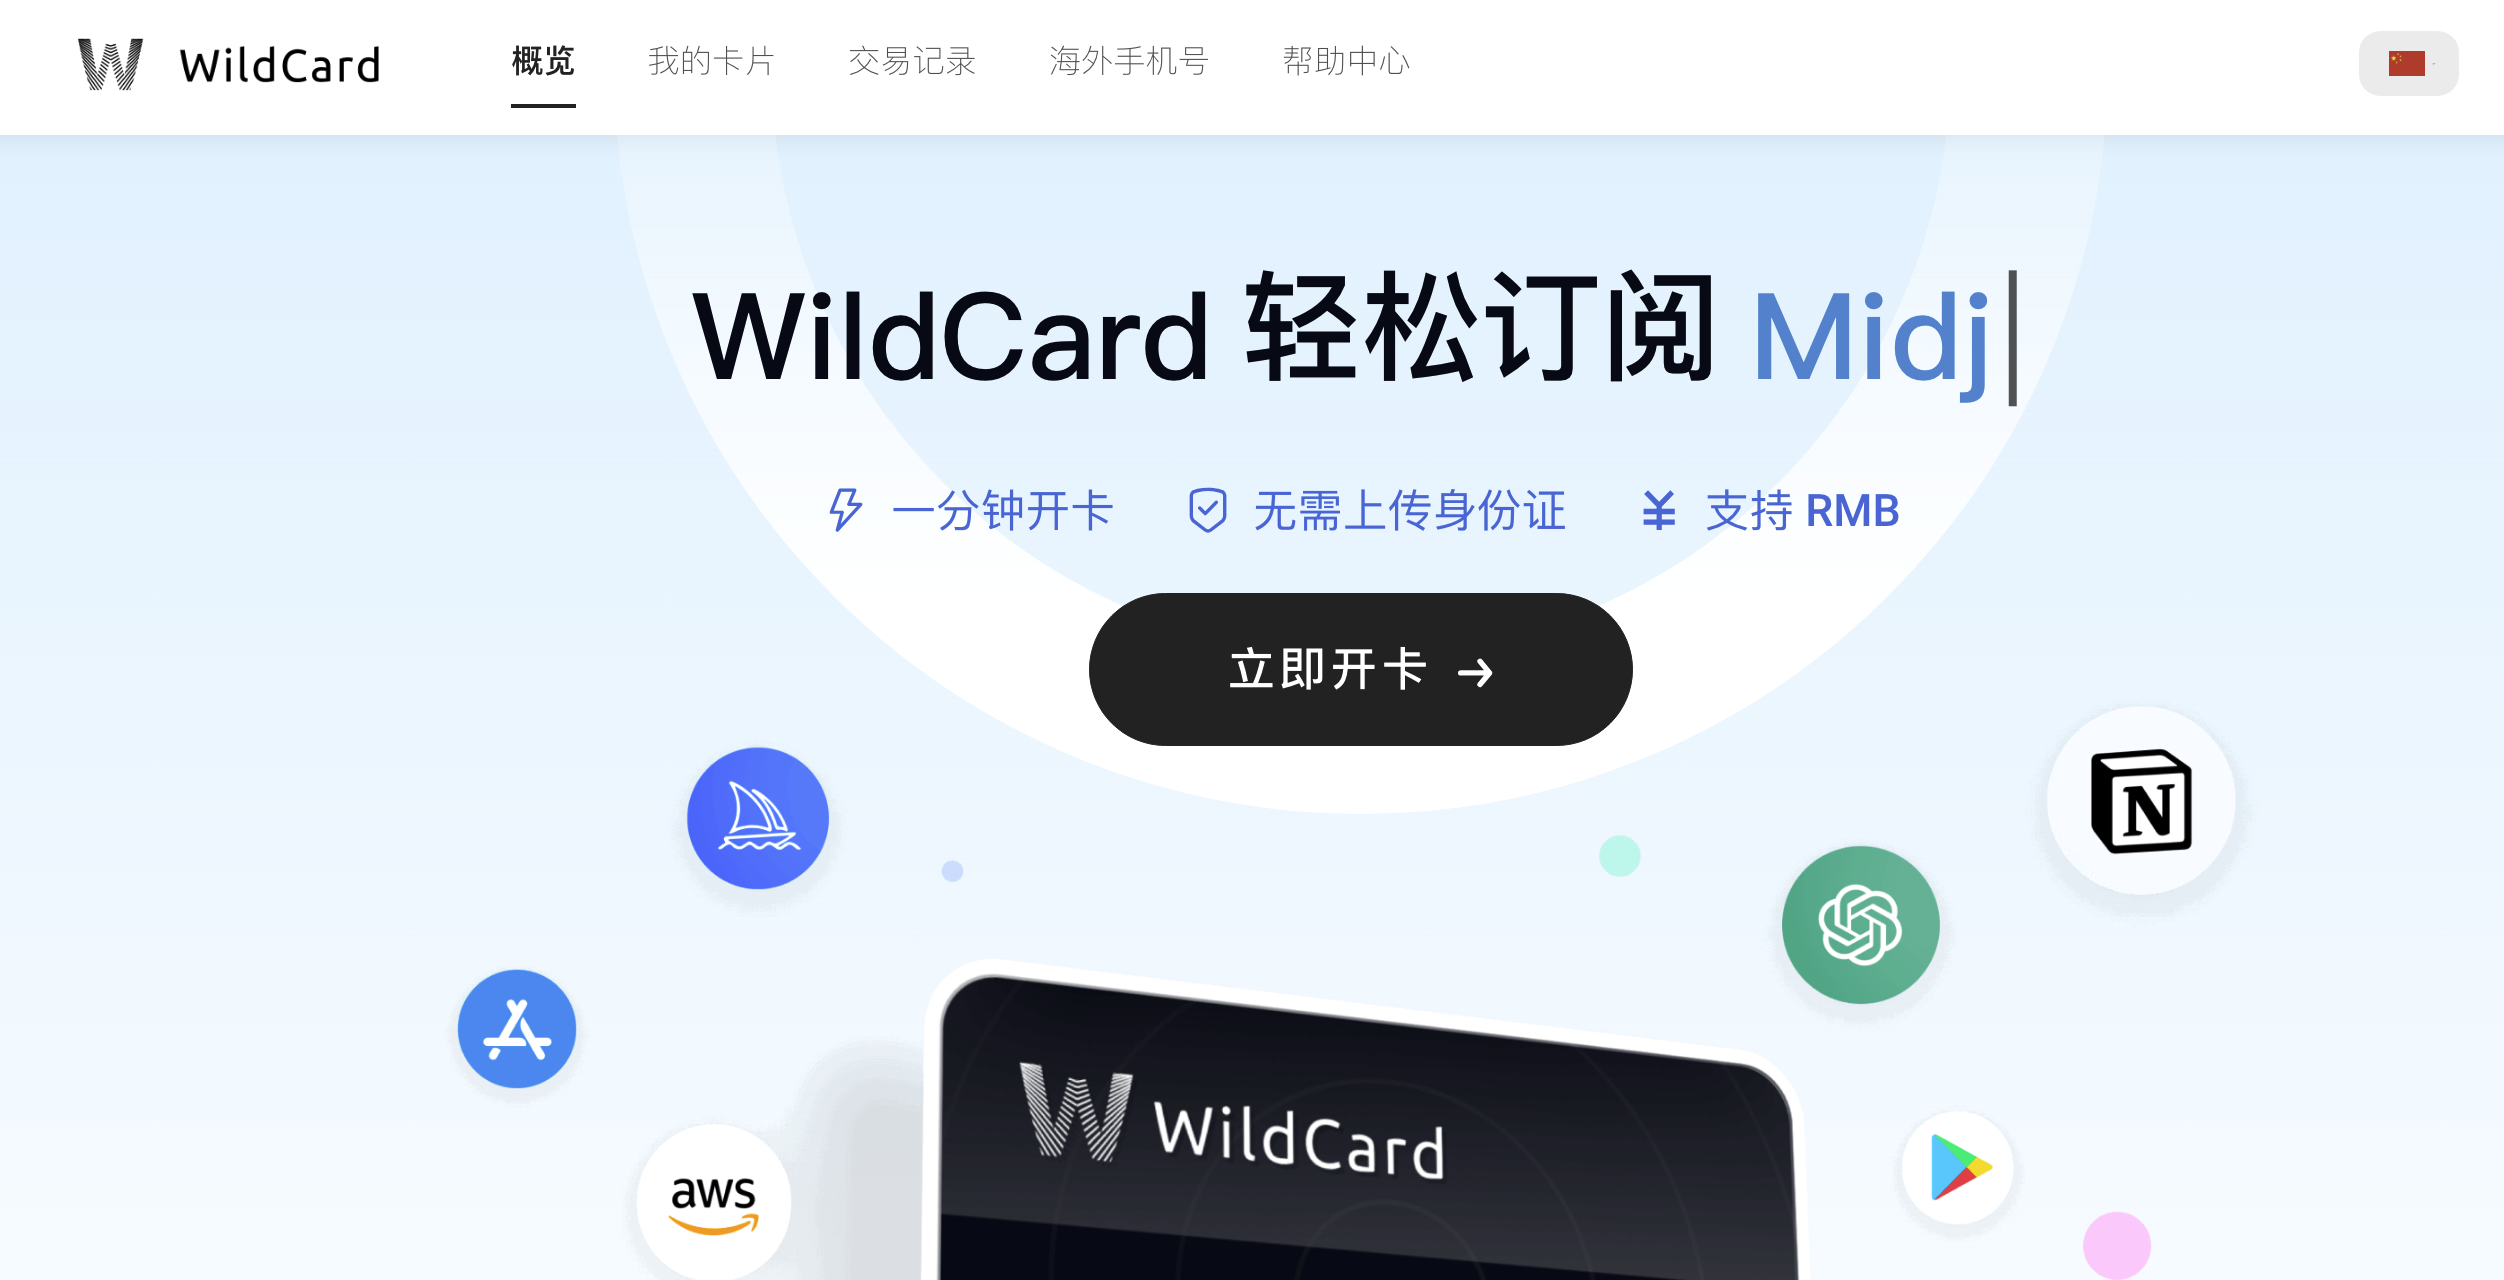 WildCard 概览 我的卡片 交易记录 海外手机号 帮助中心
WildCard 轻松订阅 Midj
一分钟开卡 无需上传身份证 支持 RMB
立即开卡
N
WildCard
aws